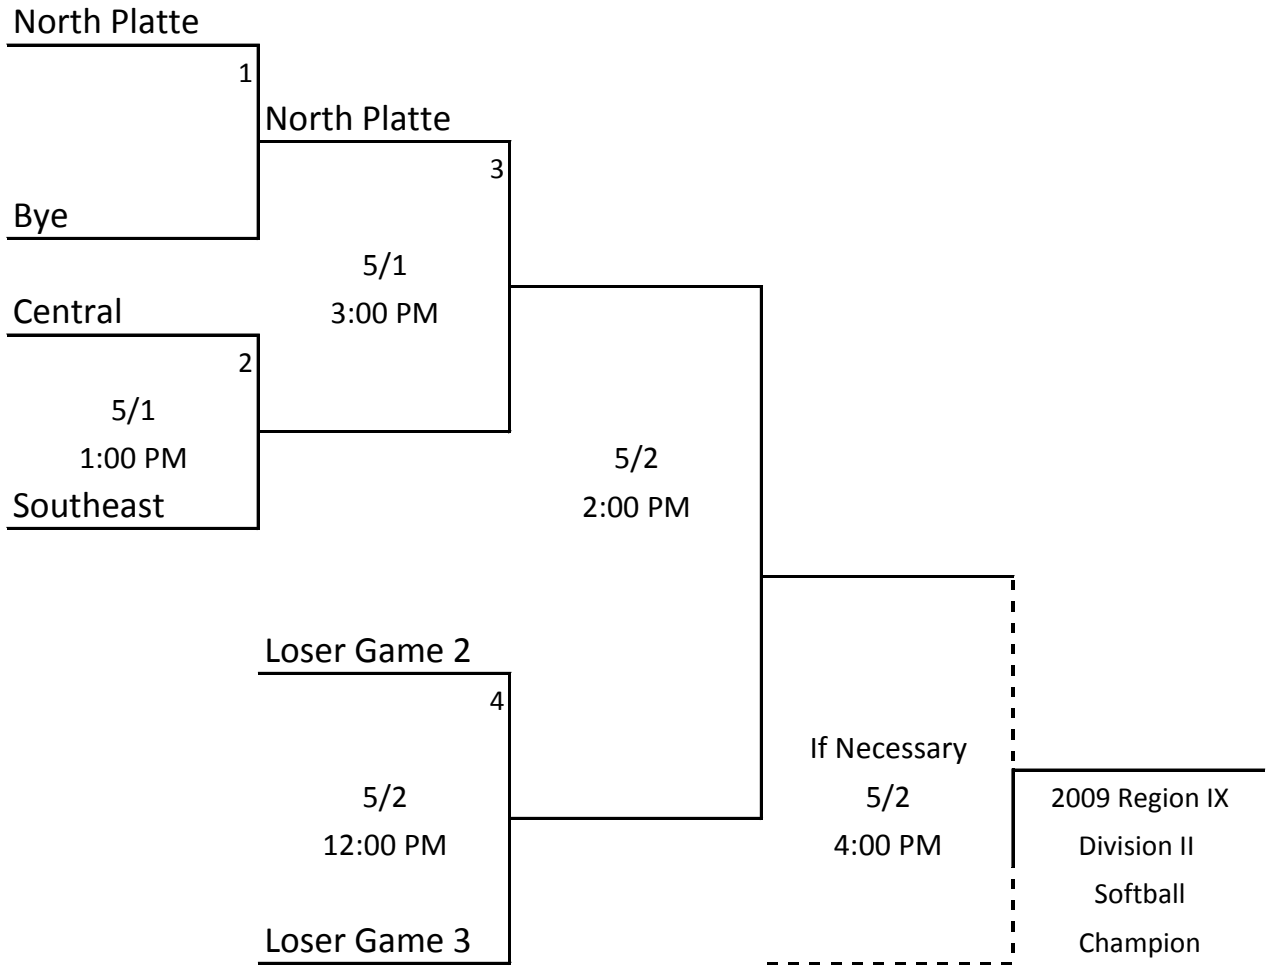 North Platte
1
North Platte
3
Bye
5/1
3:00 PM
Central
2
5/1
1:00 PM
Southeast
5/2
2:00 PM
Loser Game 2
4
5/2
12:00 PM
Loser Game 3
If Necessary
5/2
4:00 PM
2009 Region IX
Division II
Softball
Champion